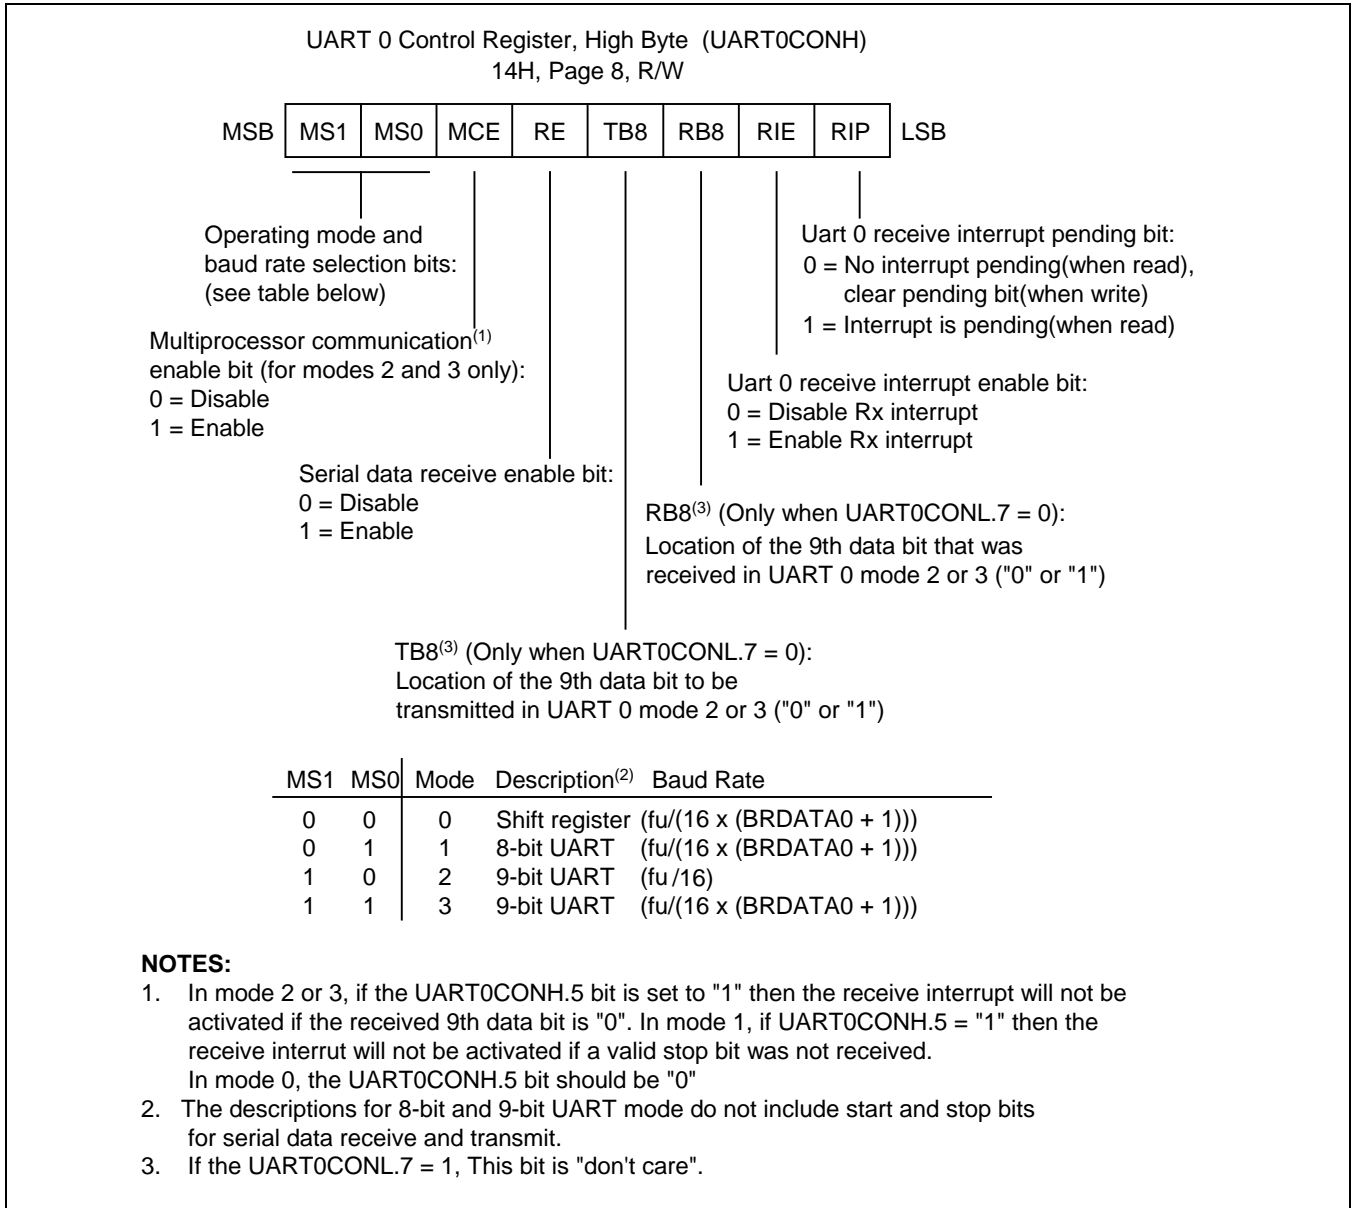 UART 0 Control Register, High Byte (UART0CONH)
14H, Page 8, R/W
MSB MS1 MS0 MCE RE TB8 RB8 RIE RIP LSB
Operating mode and
baud rate selection bits:
(see table below)
Uart 0 receive interrupt pending bit:
0 = No interrupt pending(when read),
clear pending bit(when write)
1 = Interrupt is pending(when read)
Multiprocessor communication(1)
enable bit (for modes 2 and 3 only):
0 = Disable
1 = Enable
Uart 0 receive interrupt enable bit:
0 = Disable Rx interrupt
1 = Enable Rx interrupt
Serial data receive enable bit:
0 = Disable
1 = Enable
RB8(3) (Only when UART0CONL.7 = 0):
Location of the 9th data bit that was
received in UART 0 mode 2 or 3 ("0" or "1")
TB8(3) (Only when UART0CONL.7 = 0):
Location of the 9th data bit to be
transmitted in UART 0 mode 2 or 3 ("0" or "1")
MS1 MS0 Mode Description(2) Baud Rate
0 0 0 Shift register (fu/(16 x (BRDATA0 + 1)))
0 1 1 8-bit UART (fu/(16 x (BRDATA0 + 1)))
1 0 2 9-bit UART (fu/16)
1 1 3 9-bit UART (fu/(16 x (BRDATA0 + 1)))
NOTES:
1. In mode 2 or 3, if the UART0CONH.5 bit is set to "1" then the receive interrupt will not be
activated if the received 9th data bit is "0". In mode 1, if UART0CONH.5 = "1" then the
receive interrut will not be activated if a valid stop bit was not received.
In mode 0, the UART0CONH.5 bit should be "0"
2. The descriptions for 8-bit and 9-bit UART mode do not include start and stop bits
for serial data receive and transmit.
3. If the UART0CONL.7 = 1, This bit is "don't care".